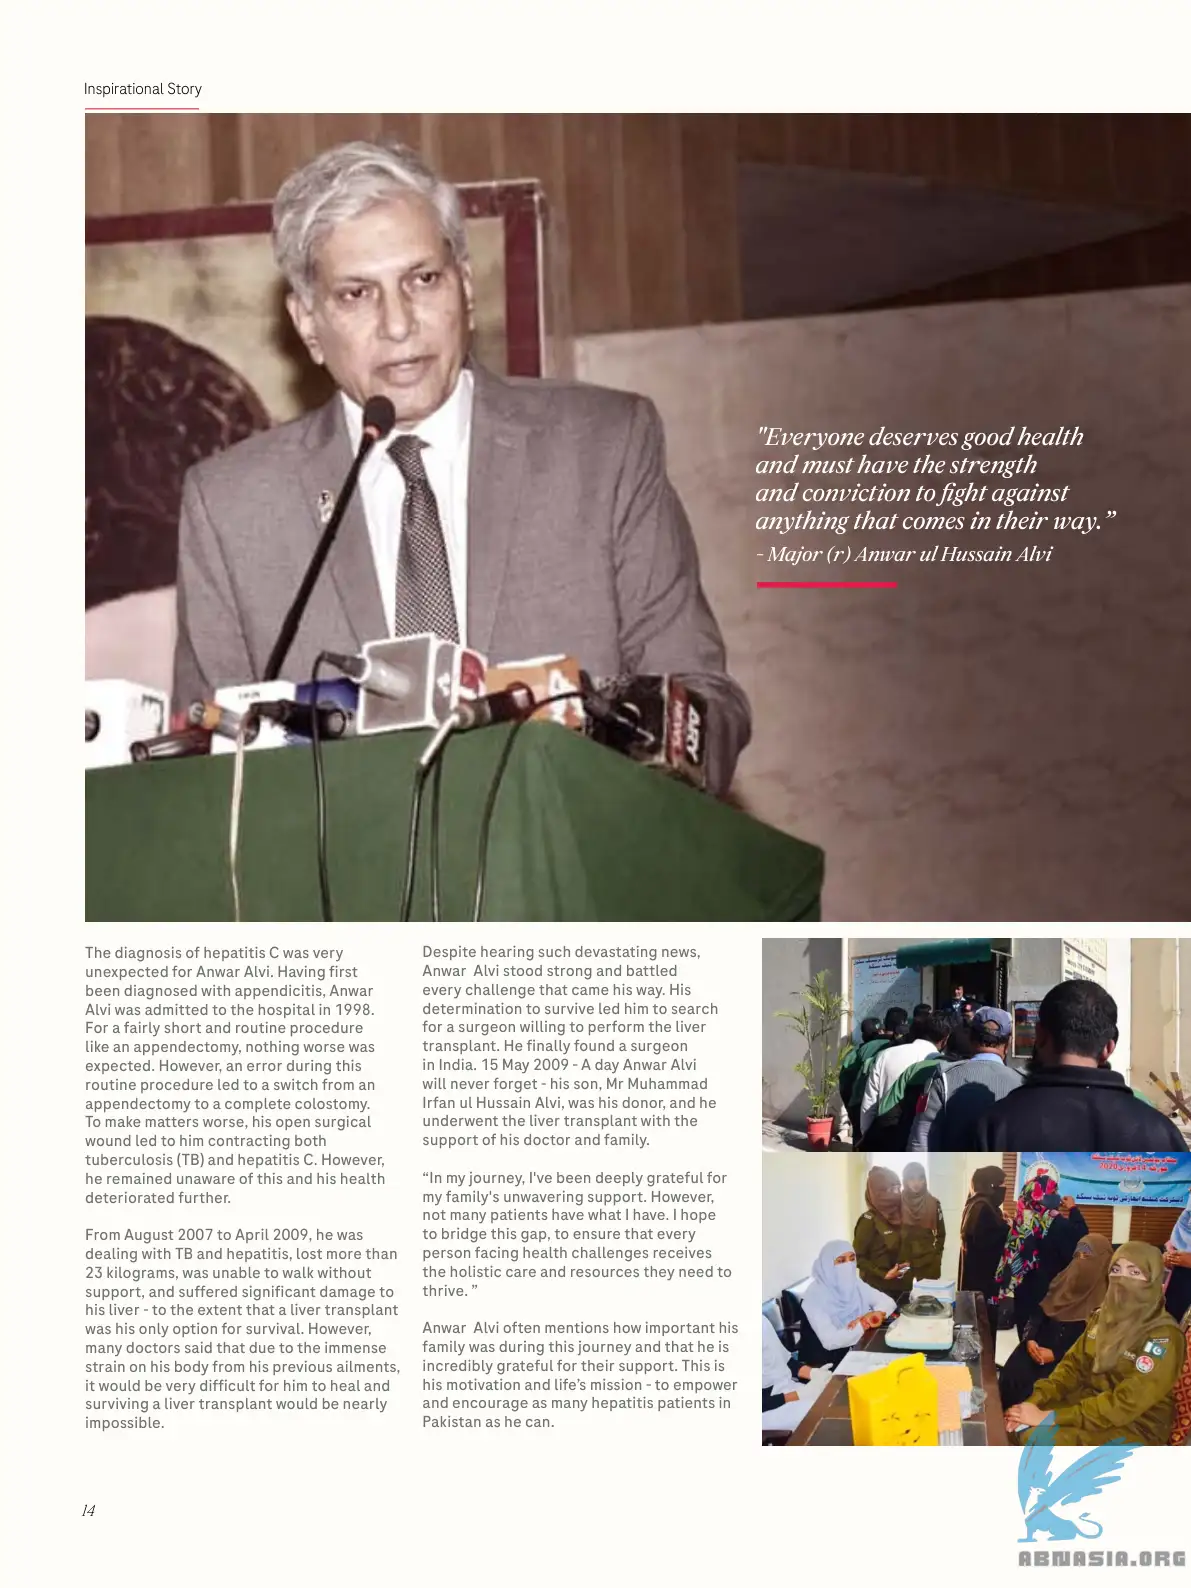 Inspirational Story
"Everyone deserves good health
and must have the strength
and conviction to fight against
anything that comes in their way.”
- Major (r) Anwar ul Hussain Alvi
ARY
NEWS
The diagnosis of hepatitis C was very
unexpected for Anwar Alvi. Having first
been diagnosed with appendicitis, Anwar
Alvi was admitted to the hospital in 1998.
For a fairly short and routine procedure
like an appendectomy, nothing worse was
expected. However, an error during this
routine procedure led to a switch from an
appendectomy to a complete colostomy.
To make matters worse, his open surgical
wound led to him contracting both
tuberculosis (TB) and hepatitis C. However,
he remained unaware of this and his health
deteriorated further.
From August 2007 to April 2009, he was
dealing with TB and hepatitis, lost more than
23 kilograms, was unable to walk without
support, and suffered significant damage to
his liver - to the extent that a liver transplant
was his only option for survival. However,
many doctors said that due to the immense
strain on his body from his previous ailments,
it would be very difficult for him to heal and
surviving a liver transplant would be nearly
impossible.
Despite hearing such devastating news,
Anwar  Alvi stood strong and battled
every challenge that came his way. His
determination to survive led him to search
for a surgeon willing to perform the liver
transplant. He finally found a surgeon
in India. 15 May 2009 - A day Anwar Alvi
will never forget - his son, Mr Muhammad
Irfan ul Hussain Alvi, was his donor, and he
underwent the liver transplant with the
support of his doctor and family.
“In my journey, I've been deeply grateful for
my family's unwavering support. However,
not many patients have what I have. I hope
to bridge this gap, to ensure that every
person facing health challenges receives
the holistic care and resources they need to
thrive. ”
Anwar  Alvi often mentions how important his
family was during this journey and that he is
incredibly grateful for their support. This is
his motivation and life’s mission - to empower
and encourage as many hepatitis patients in
Pakistan as he can.
14
ABNASIA.ORG